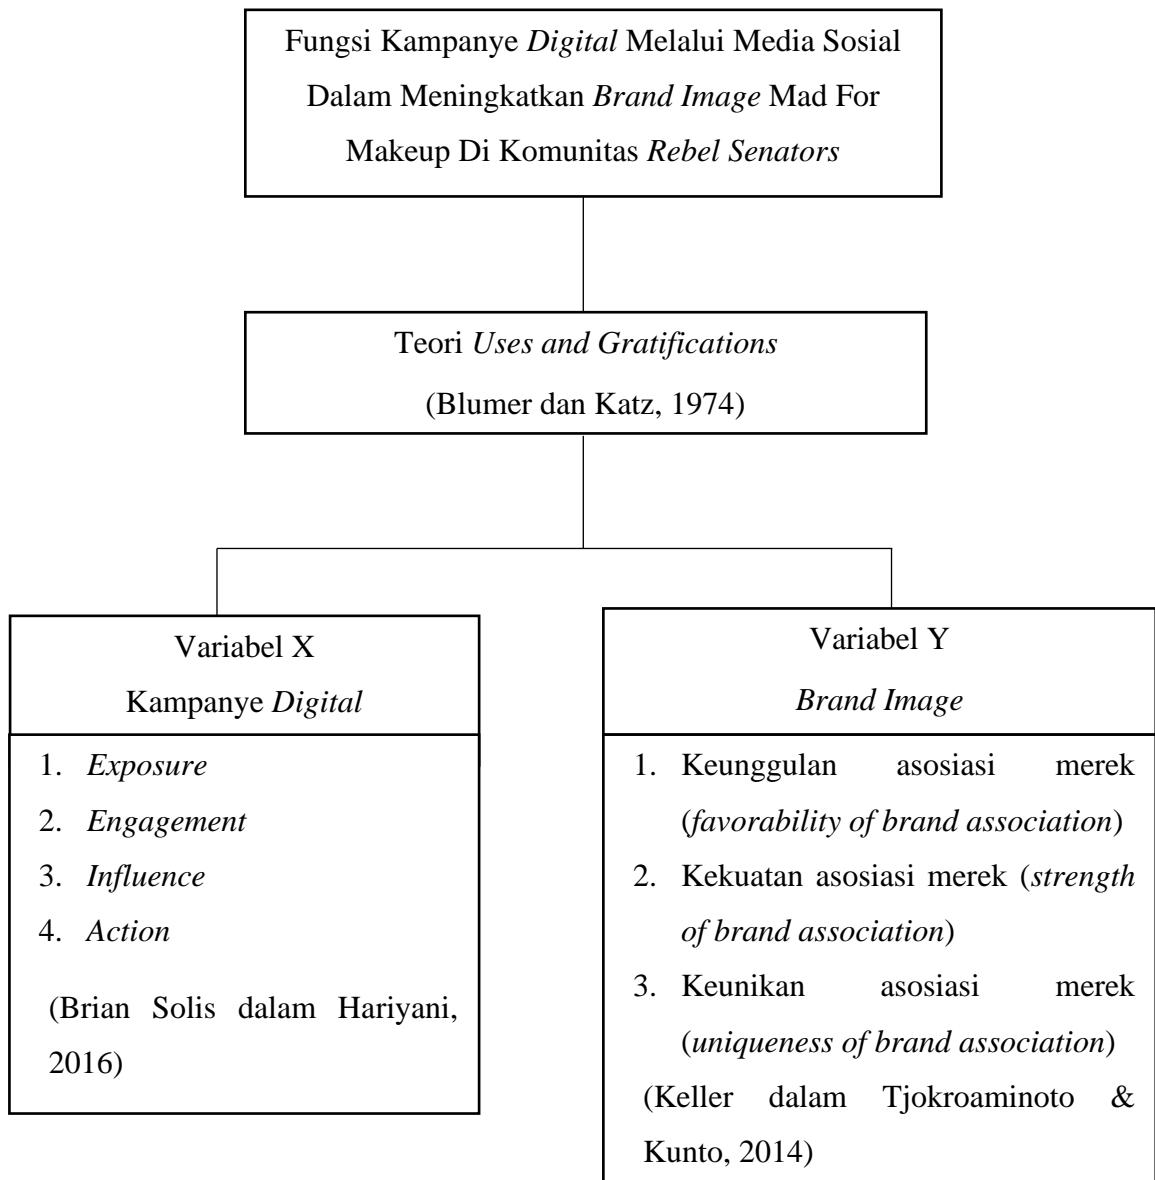 Fungsi Kampanye Digital Melalui Media Sosial
Dalam Meningkatkan Brand Image Mad For
Makeup Di Komunitas Rebel Senators
Teori Uses and Gratifications
(Blumer dan Katz, 1974)
Variabel X
Kampanye Digital
1. Exposure
2. Engagement
3. Influence
4. Action
(Brian Solis dalam Hariyani,
2016)
Variabel Y
Brand Image
1. Keunggulan asosiasi merek
(favorability of brand association)
2. Kekuatan asosiasi merek (strength
of brand association)
3. Keunikan asosiasi merek
(uniqueness of brand association)
(Keller dalam Tjokroaminoto &
Kunto, 2014)